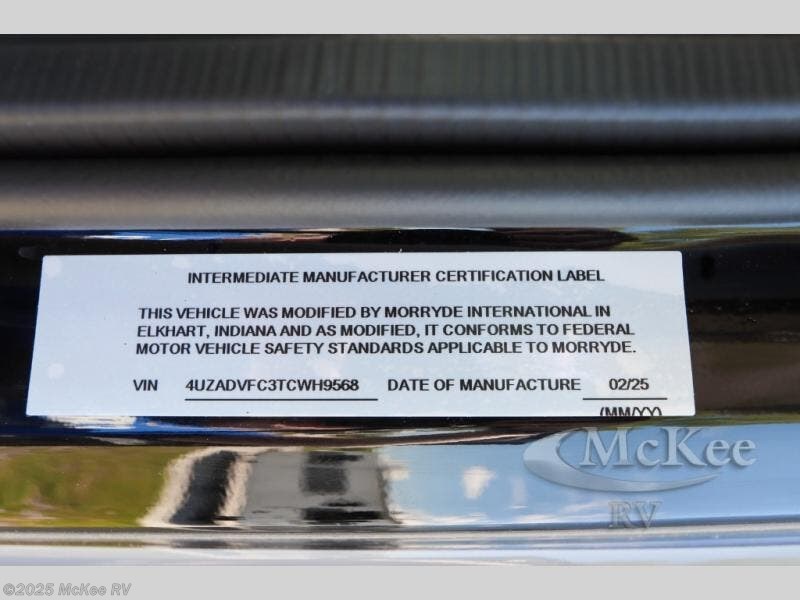 INTERMEDIATE MANUFACTURER CERTIFICATION LABEL
THIS VEHICLE WAS MODIFIED BY MORRYDE INTERNATIONAL IN
ELKHART, INDIANA AND AS MODIFIED, IT CONFORMS TO FEDERAL
MOTOR VEHICLE SAFETY STANDARDS APPLICABLE TO MORRYDE.
VIN 4UZADVFC3TCWH9568 DATE OF MANUFACTURE 02/25
(MM/YY)
McKee
RV
©2025 McKee RV